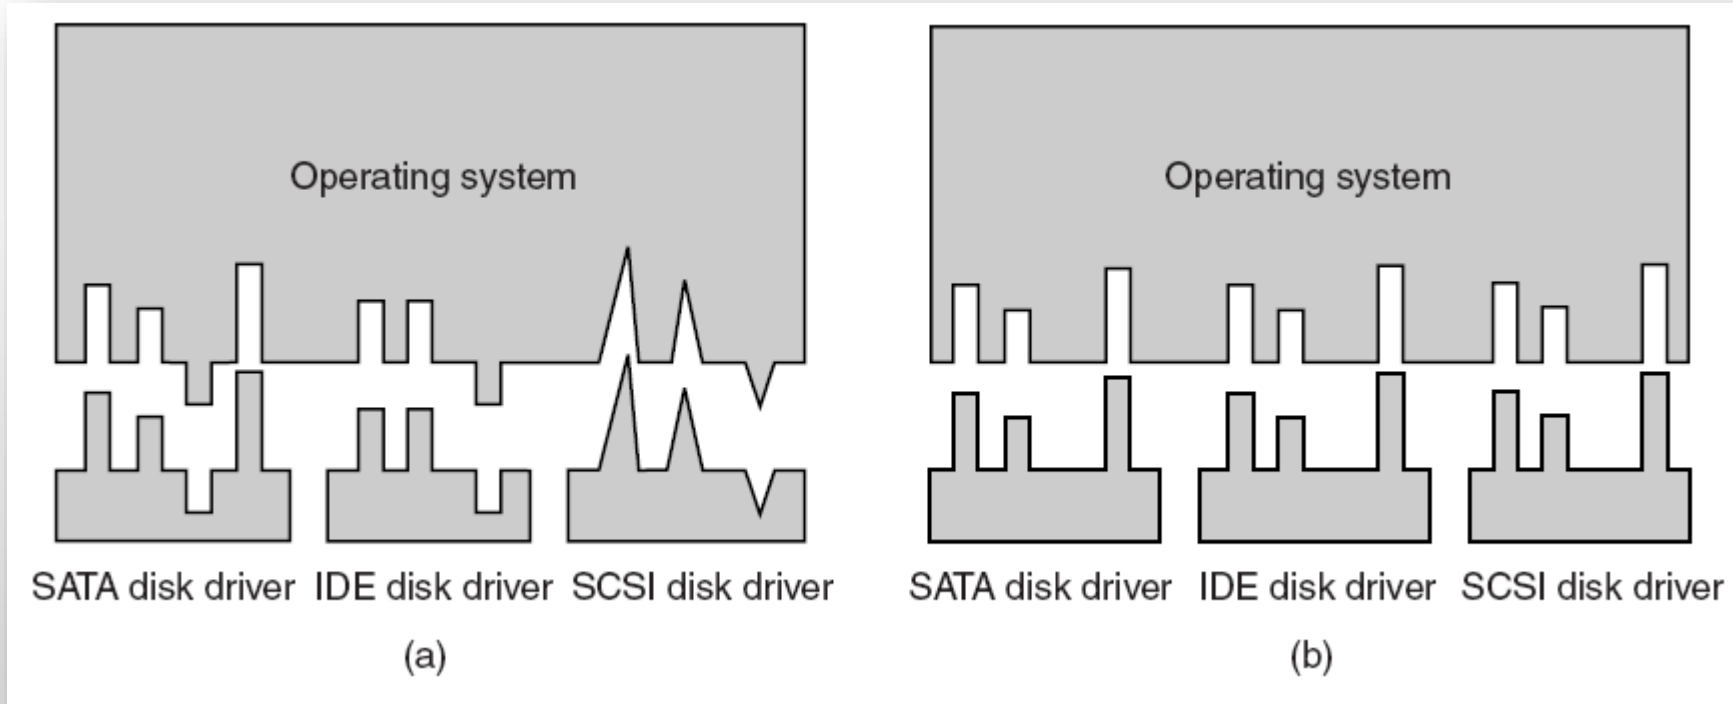 Operating system
Operating system
SATA disk driver IDE disk driver SCSI disk driver
SATA disk driver IDE disk driver SCSI disk driver
(a)
(b)